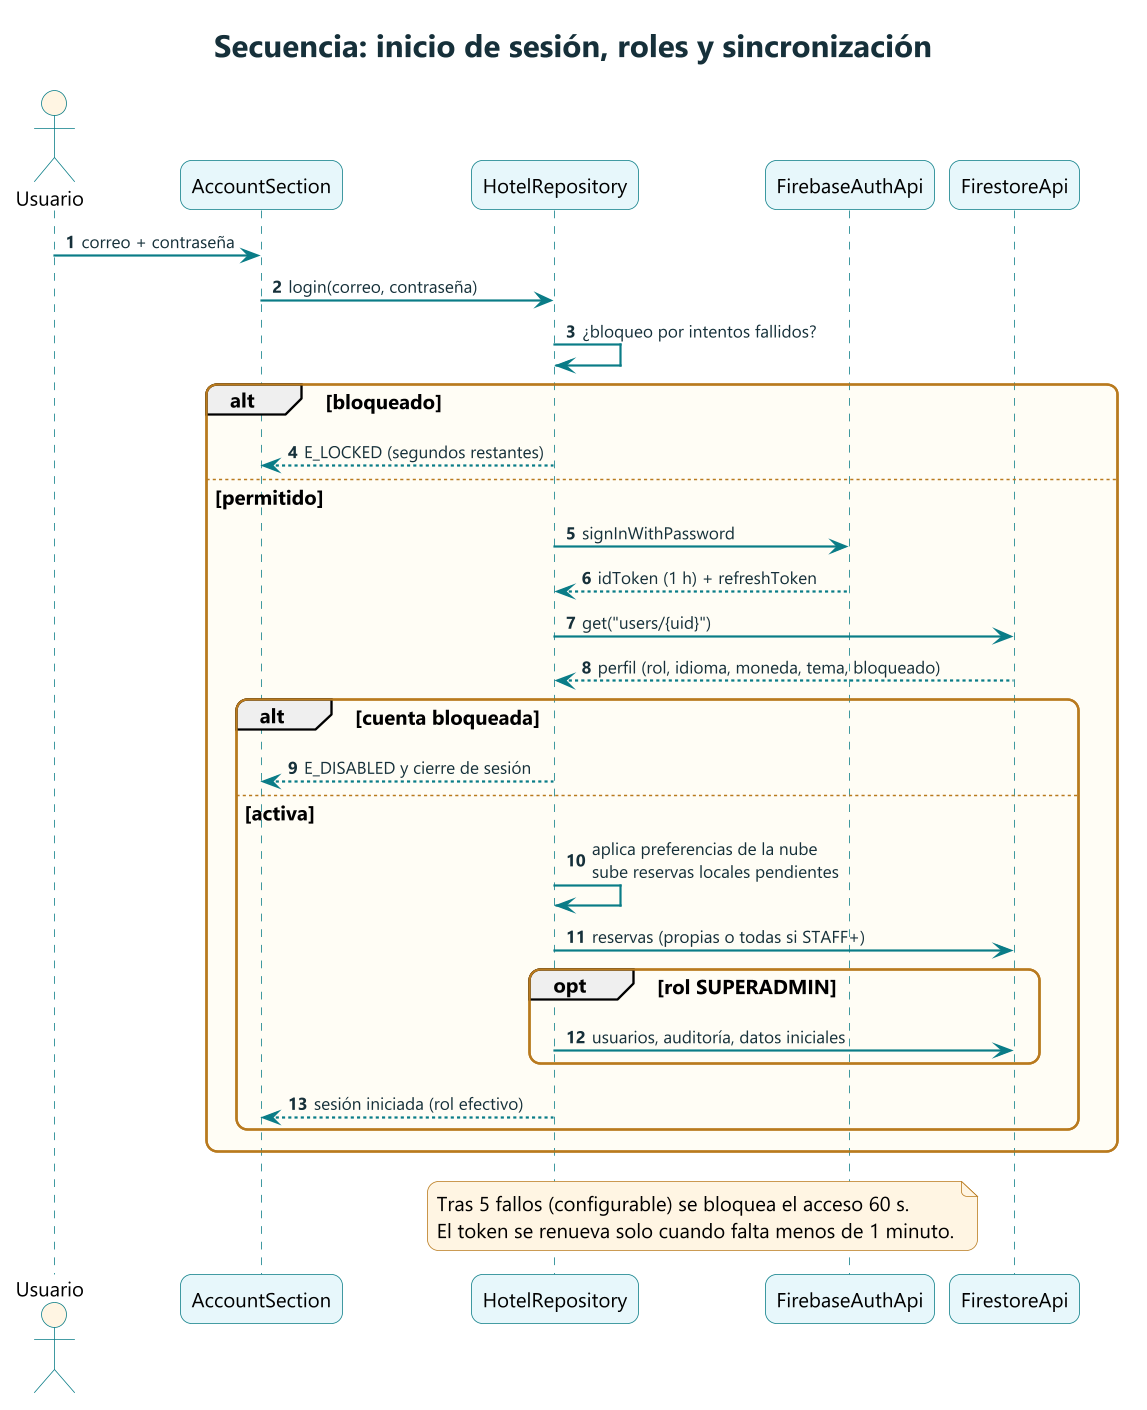 Secuencia: inicio de sesión, roles y sincronización
Usuario
AccountSection
HotelRepository
FirebaseAuthApi
FirestoreApi
1 correo + contraseña
2 login(correo, contraseña)
3 ¿bloqueo por intentos fallidos?
alt [bloqueado]
4 E_LOCKED (segundos restantes)
[permitido]
5 signInWithPassword
6 idToken (1 h) + refreshToken
7 get("users/{uid}")
8 perfil (rol, idioma, moneda, tema, bloqueado)
alt [cuenta bloqueada]
9 E_DISABLED y cierre de sesión
[activa]
10 aplica preferencias de la nube
sube reservas locales pendientes
11 reservas (propias o todas si STAFF+)
opt [rol SUPERADMIN]
12 usuarios, auditoría, datos iniciales
13 sesión iniciada (rol efectivo)
Tras 5 fallos (configurable) se bloquea el acceso 60 s.
El token se renueva solo cuando falta menos de 1 minuto.
Usuario
AccountSection
HotelRepository
FirebaseAuthApi
FirestoreApi